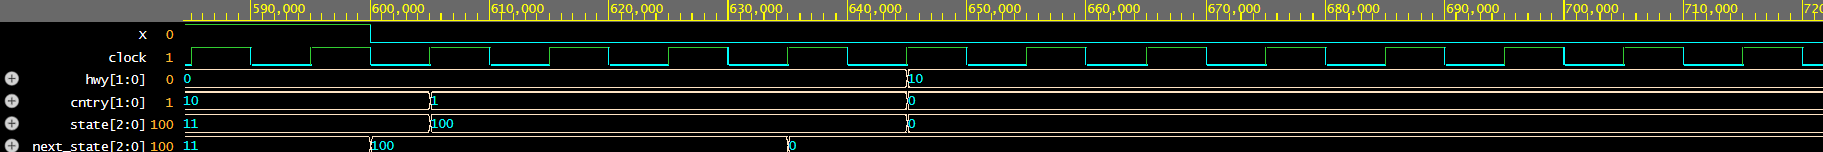 590,000 600,000 610,000 620,000 630,000 640,000 650,000 660,000 670,000 680,000 690,000 700,000 710,000 720
X 0
clock 1
hwy[1:0] 0 0 10
cntry[1:0] 1 10 1 0
state[2:0] 100 11 100 0
next_state[2:0] 100 11 100 0